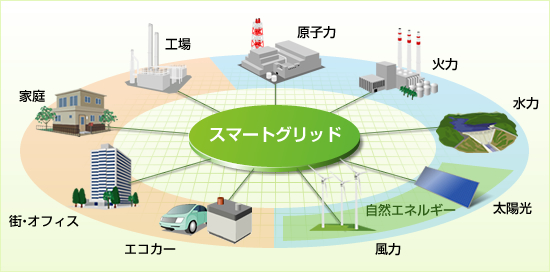 原子力
工場
火力
家庭
水力
スマートグリッド
街・オフィス
自然エネルギー
太陽光
エコカー
風力